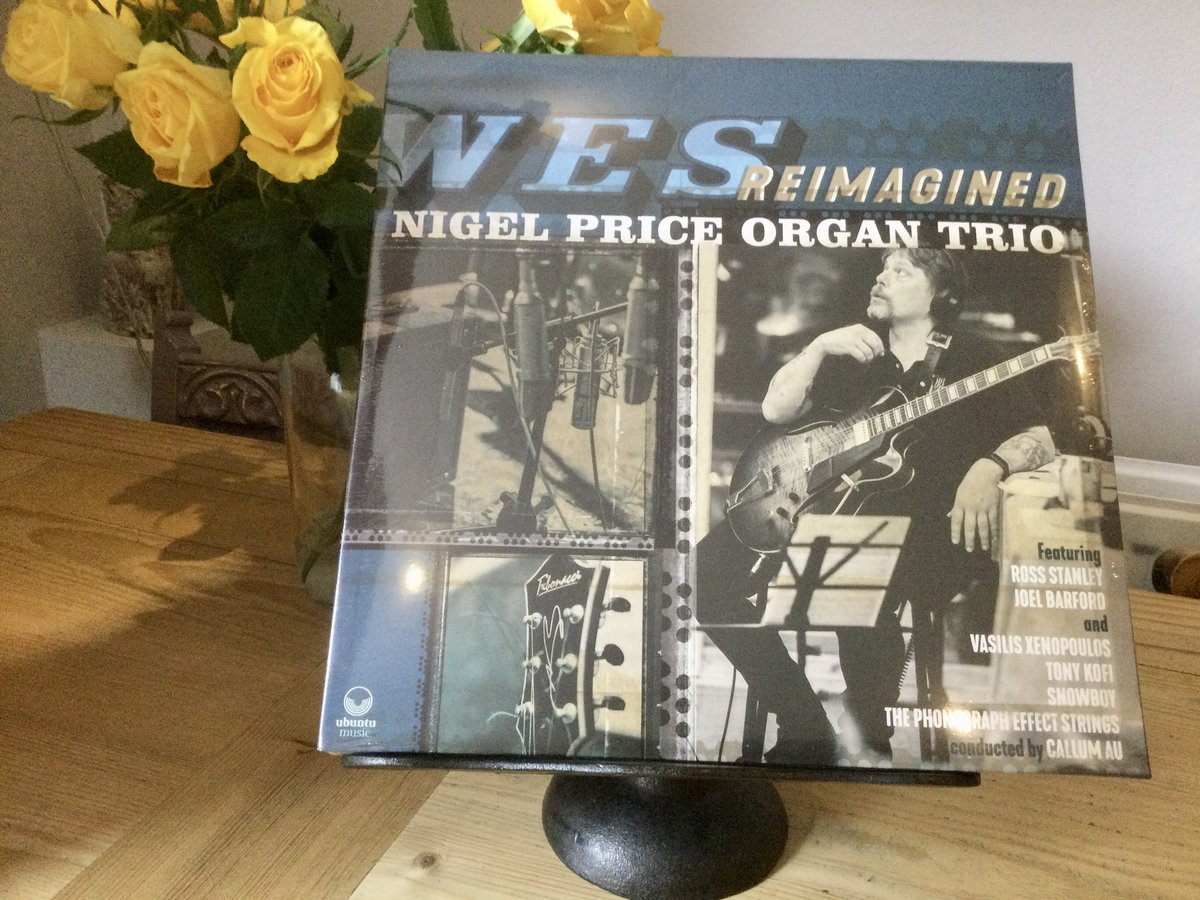 WES
REIMAGINED
NIGEL PRICE ORGAN TRIO
Fibonacci
Featuring
ROSS STANLEY
JOEL BARFORD
and
VASILIS XENOPOULOS
TONY KOFI
SNOWBOY
THE PHONOGRAPH EFFECT STRINGS
conducted by CALLUM AU
ubuntu
music